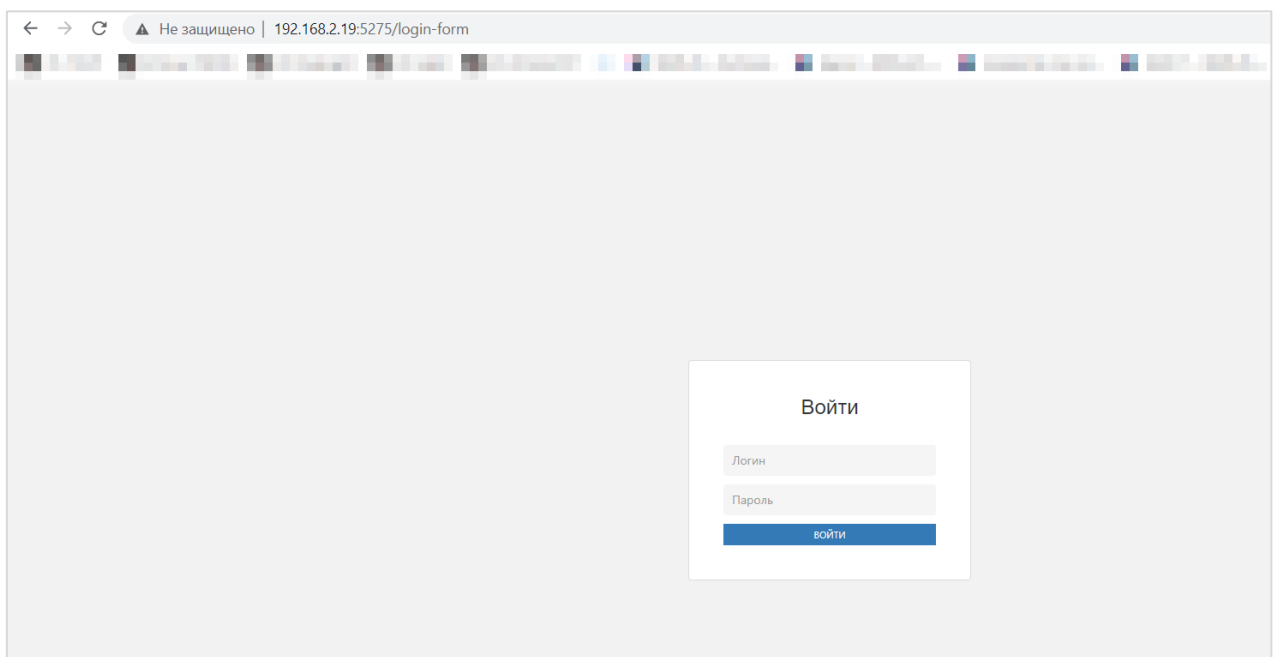 Не защищено | 192.168.2.19:5275/login-form
Войти
Логин
Пароль
ВОЙТИ